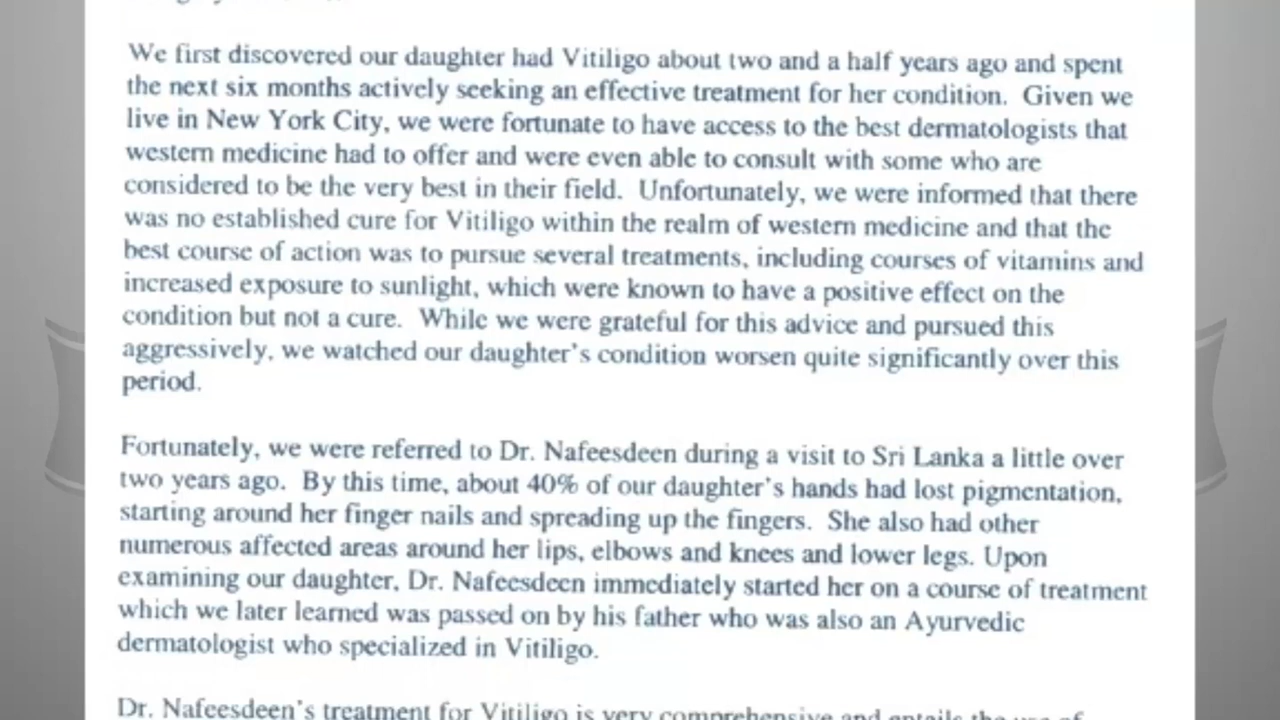 We first discovered our daughter had Vitiligo about two and a half years ago and spent
the next six months actively seeking an effective treatment for her condition.  Given we
live in New York City, we were fortunate to have access to the best dermatologists that
western medicine had to offer and were even able to consult with some who are
considered to be the very best in their field.  Unfortunately, we were informed that there
was no established cure for Vitiligo within the realm of western medicine and that the
best course of action was to pursue several treatments, including courses of vitamins and
increased exposure to sunlight, which were known to have a positive effect on the
condition but not a cure.  While we were grateful for this advice and pursued this
aggressively, we watched our daughter's condition worsen quite significantly over this
period.
Fortunately, we were referred to Dr. Nafeesdeen during a visit to Sri Lanka a little over
two years ago.  By this time, about 40% of our daughter's hands had lost pigmentation,
starting around her finger nails and spreading up the fingers.  She also had other
numerous affected areas around her lips, elbows and knees and lower legs. Upon
examining our daughter, Dr. Nafeesdeen immediately started her on a course of treatment
which we later learned was passed on by his father who was also an Ayurvedic
dermatologist who specialized in Vitiligo.
Dr. Nafeesdeen's treatment for Vitiligo is very comprehensive and entails the use of